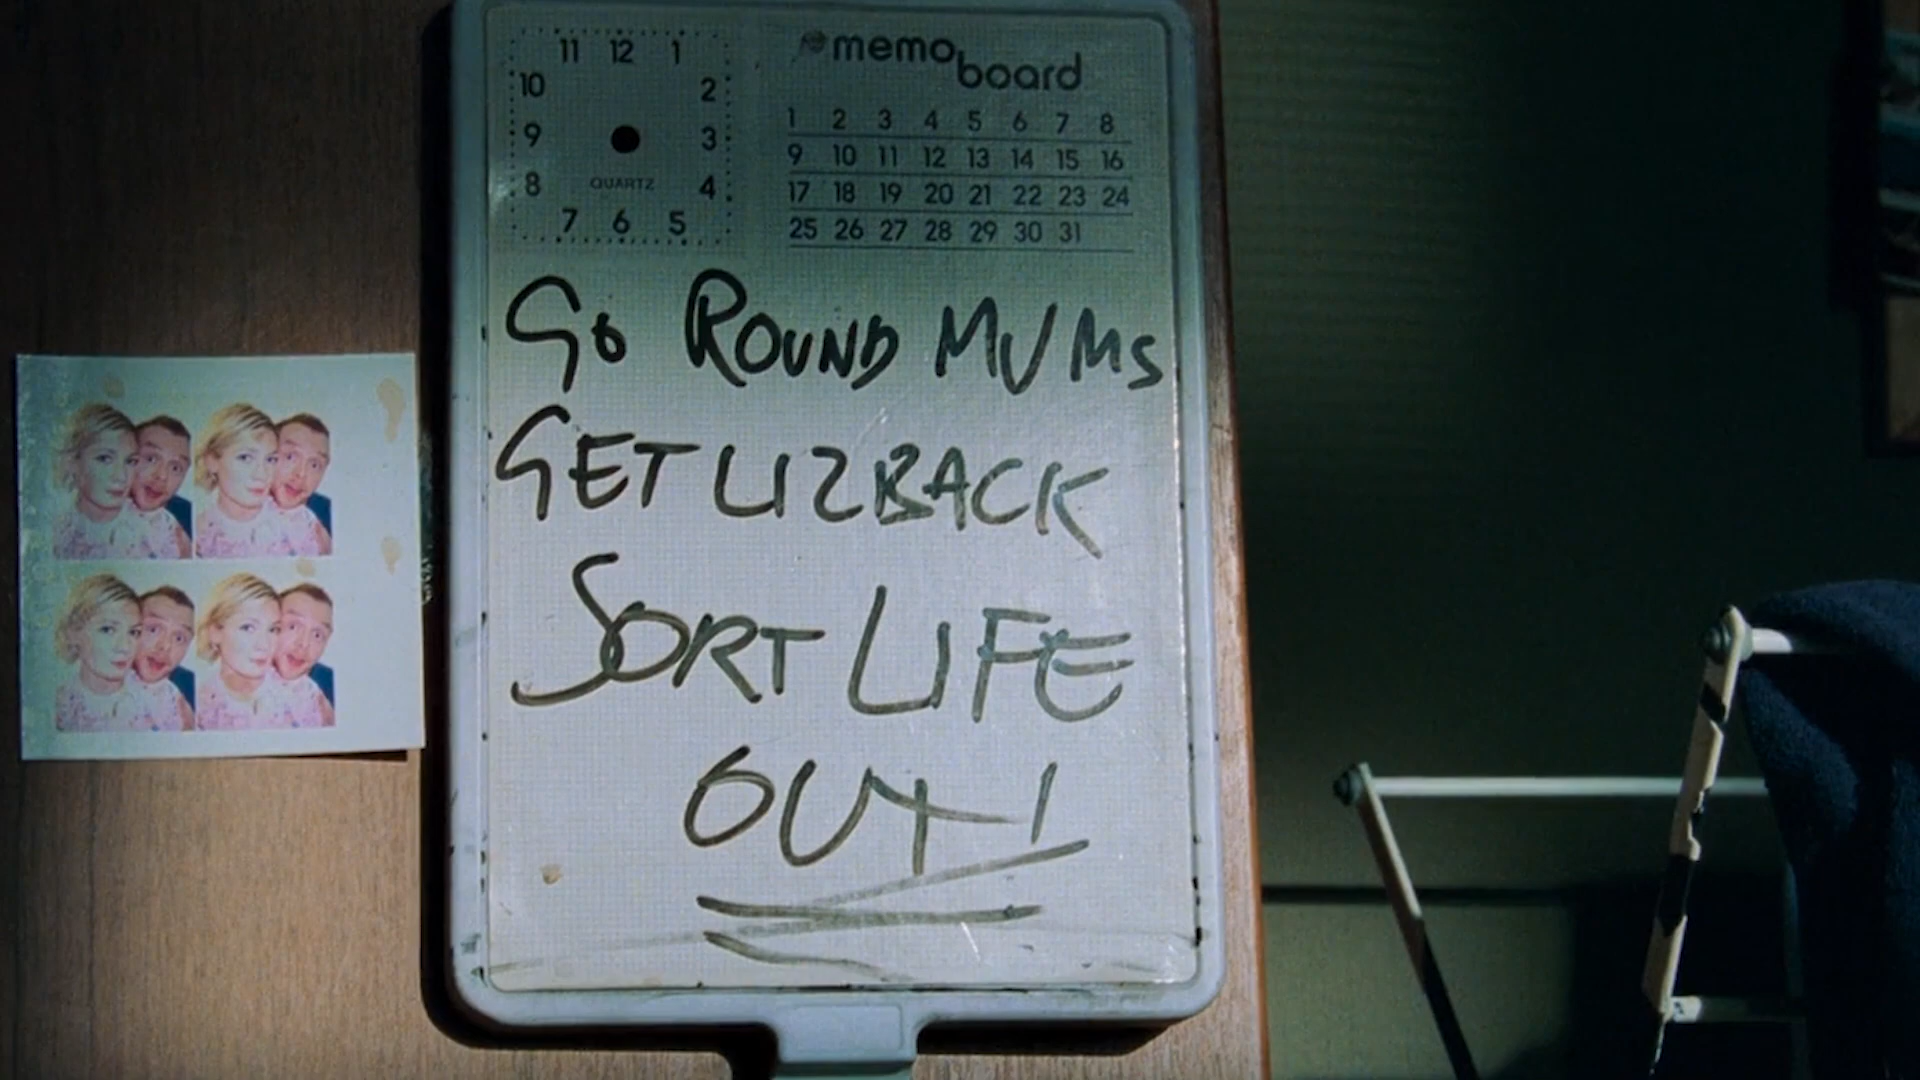 11 12 1
10 2
9 3
8 QUARTZ 4
7 6 5
memo
board
1 2 3 4 5 6 7 8
9 10 11 12 13 14 15 16
17 18 19 20 21 22 23 24
25 26 27 28 29 30 31
GO ROUND MUMS
GET LIZ BACK
SORT LIFE
OUT!